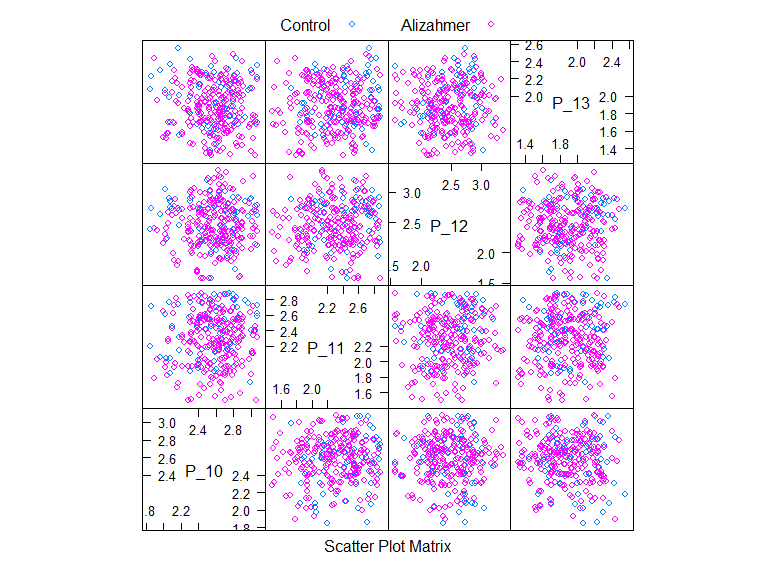 Control Alizahmer
2.6
2.0 2.4
2.4
2.2
2.0 P_13 2.0
1.8
1.6
1.4 1.8 1.4
2.5 3.0
3.0
2.5 P_12
2.0
.5 2.0 1.5
2.8 2.2 2.6
2.6
2.4
2.2 P_11 2.2
2.0
1.8
1.6 2.0 1.6
3.0 2.4 2.8
2.8
2.6
2.4 P_10 2.4
2.2
.8 2.2 2.0
1.8
Scatter Plot Matrix